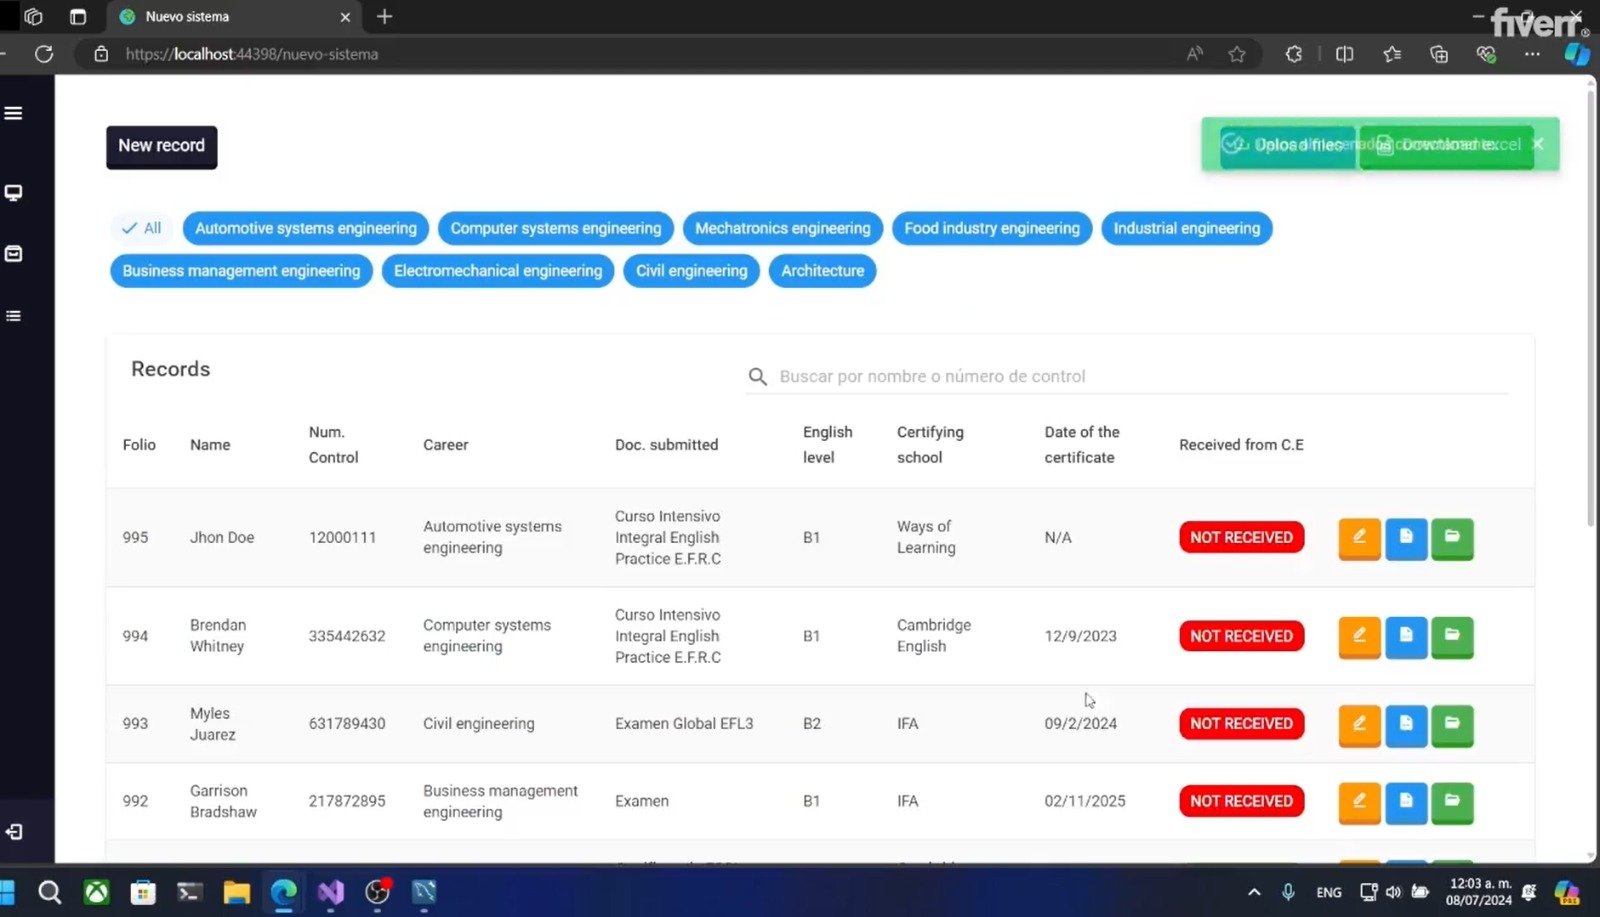 Nuevo sistema
fiverr®
https://localhost:44398/nuevo-sistema
New record
Upload files
Download excel
All
Automotive systems engineering
Computer systems engineering
Mechatronics engineering
Food industry engineering
Industrial engineering
Business management engineering
Electromechanical engineering
Civil engineering
Architecture
Records
Buscar por nombre o número de control
Folio
Name
Num. Control
Career
Doc. submitted
English level
Certifying school
Date of the certificate
Received from C.E
995
Jhon Doe
12000111
Automotive systems engineering
Curso Intensivo Integral English Practice E.F.R.C
B1
Ways of Learning
N/A
NOT RECEIVED
994
Brendan Whitney
335442632
Computer systems engineering
Curso Intensivo Integral English Practice E.F.R.C
B1
Cambridge English
12/9/2023
NOT RECEIVED
993
Myles Juarez
631789430
Civil engineering
Examen Global EFL3
B2
IFA
09/2/2024
NOT RECEIVED
992
Garrison Bradshaw
217872895
Business management engineering
Examen
B1
IFA
02/11/2025
NOT RECEIVED
ENG
12:03 a. m.
08/07/2024